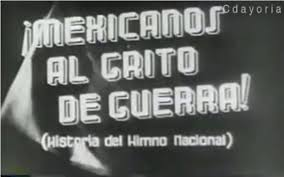 Cdayoria
¡MEXICANOS
AL GRITO
DE GUERRA!
(Historia del Himno Nacional)